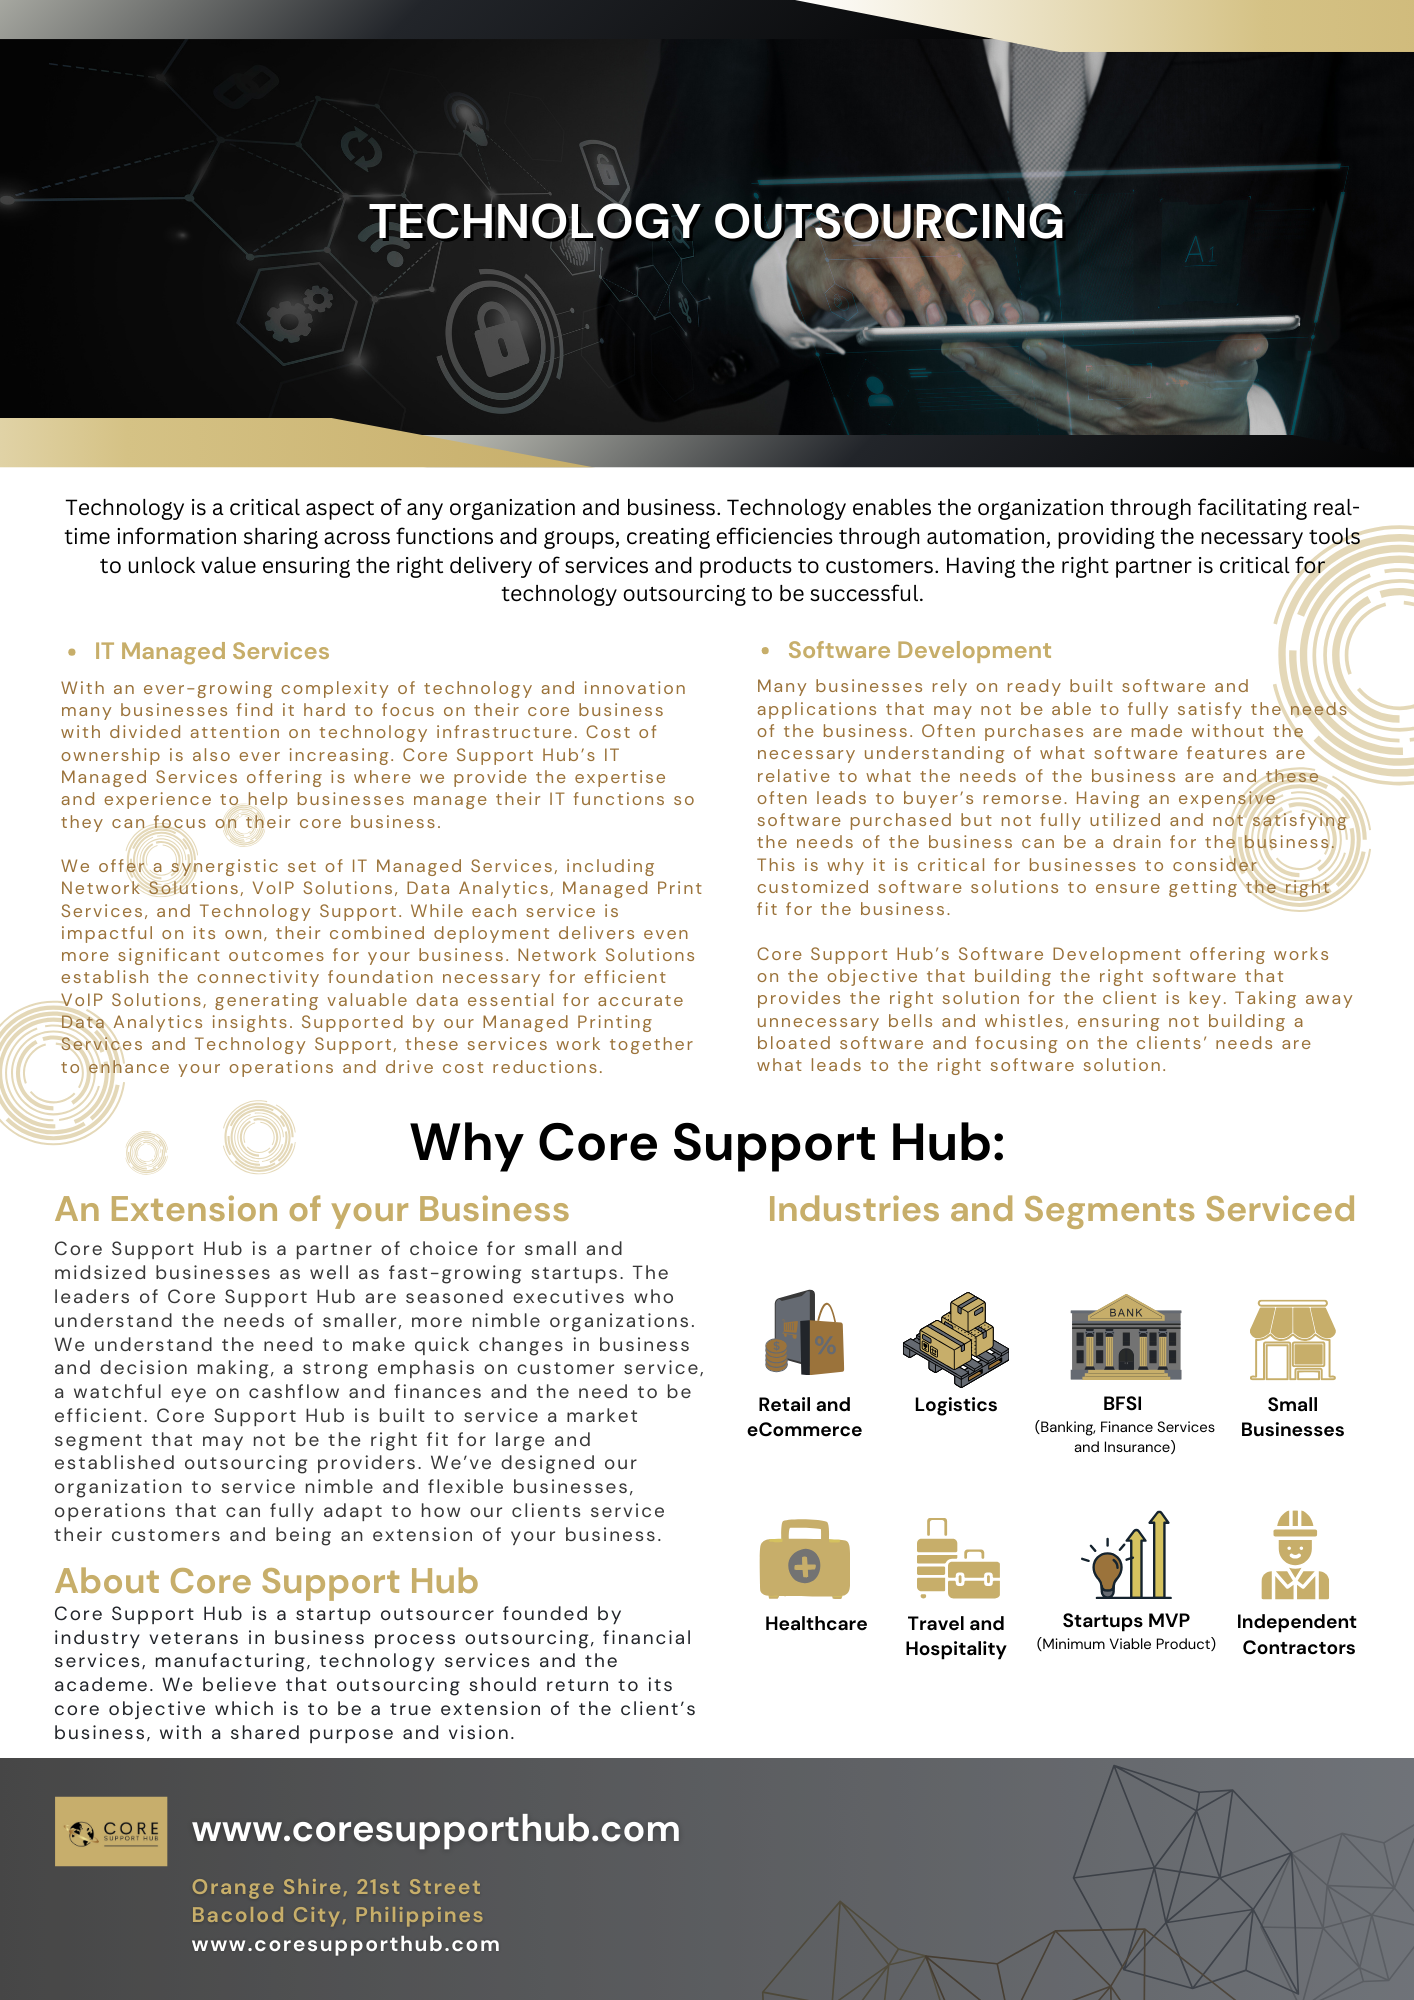 TECHNOLOGY OUTSOURCING
A1
Technology is a critical aspect of any organization and business. Technology enables the organization through facilitating real-
time information sharing across functions and groups, creating efficiencies through automation, providing the necessary tools
to unlock value ensuring the right delivery of services and products to customers. Having the right partner is critical for
technology outsourcing to be successful.
• IT Managed Services
With an ever-growing complexity of technology and innovation
many businesses find it hard to focus on their core business
with divided attention on technology infrastructure. Cost of
ownership is also ever increasing. Core Support Hub's IT
Managed Services offering is where we provide the expertise
and experience to help businesses manage their IT functions so
they can focus on their core business.
We offer a synergistic set of IT Managed Services, including
Network Solutions, VoIP Solutions, Data Analytics, Managed Print
Services, and Technology Support. While each service is
impactful on its own, their combined deployment delivers even
more significant outcomes for your business. Network Solutions
establish the connectivity foundation necessary for efficient
VoIP Solutions, generating valuable data essential for accurate
Data Analytics insights. Supported by our Managed Printing
Services and Technology Support, these services work together
to enhance your operations and drive cost reductions.
• Software Development
Many businesses rely on ready built software and
applications that may not be able to fully satisfy the needs
of the business. Often purchases are made without the
necessary understanding of what software features are
relative to what the needs of the business are and these
often leads to buyer's remorse. Having an expensive
software purchased but not fully utilized and not satisfying
the needs of the business can be a drain for the business.
This is why it is critical for businesses to consider
customized software solutions to ensure getting the right
fit for the business.
Core Support Hub's Software Development offering works
on the objective that building the right software that
provides the right solution for the client is key. Taking away
unnecessary bells and whistles, ensuring not building a
bloated software and focusing on the clients' needs are
what leads to the right software solution.
Why Core Support Hub:
An Extension of your Business
Core Support Hub is a partner of choice for small and
midsized businesses as well as fast-growing startups. The
leaders of Core Support Hub are seasoned executives who
understand the needs of smaller, more nimble organizations.
We understand the need to make quick changes in business
and decision making, a strong emphasis on customer service,
a watchful eye on cashflow and finances and the need to be
efficient. Core Support Hub is built to service a market
segment that may not be the right fit for large and
established outsourcing providers. We've designed our
organization to service nimble and flexible businesses,
operations that can fully adapt to how our clients service
their customers and being an extension of your business.
About Core Support Hub
Core Support Hub is a startup outsourcer founded by
industry veterans in business process outsourcing, financial
services, manufacturing, technology services and the
academe. We believe that outsourcing should return to its
core objective which is to be a true extension of the client's
business, with a shared purpose and vision.
Industries and Segments Serviced
$
%
BANK
Retail and
eCommerce
Logistics
BFSI
(Banking, Finance Services
and Insurance)
Small
Businesses
Healthcare
Travel and
Hospitality
Startups MVP
(Minimum Viable Product)
Independent
Contractors
CORE
SUPPORT HUB
www.coresupporthub.com
Orange Shire, 21st Street
Bacolod City, Philippines
www.coresupporthub.com